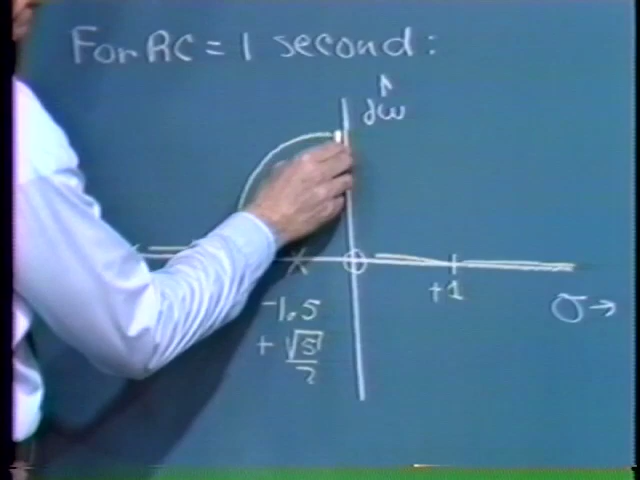 For RC = 1 second:
↑
jω
+1
σ→
-1.5
+ √5/2